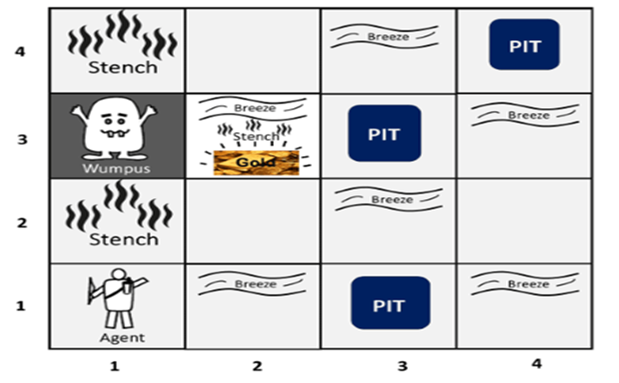 4
Stench
Breeze
PIT
3
Wumpus
Breeze
Stench
Gold
PIT
Breeze
2
Stench
Breeze
1
Agent
Breeze
PIT
Breeze
1 2 3 4